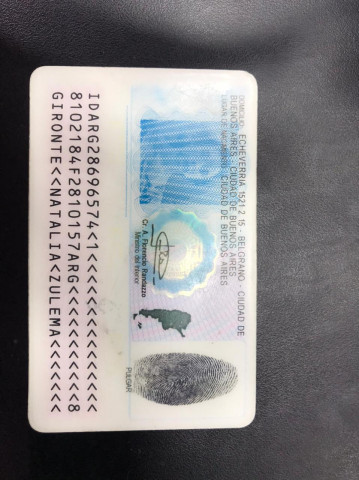 DOMICILIO: ECHEVERRIA 1521 2 15 - BELGRANO - CIUDAD DE
BUENOS AIRES - CIUDAD DE BUENOS AIRES
LUGAR DE NACIMIENTO: CIUDAD DE BUENOS AIRES
Cr. A. Florencio Randazzo
Ministro del Interior
PULGAR
IDARG28696574<1<<<<<<<<<<<<<<<
8102184F2810157ARG<<<<<<<<<<<8
GIRONTE<<NATALIA<ZULEMA<<<<<<<